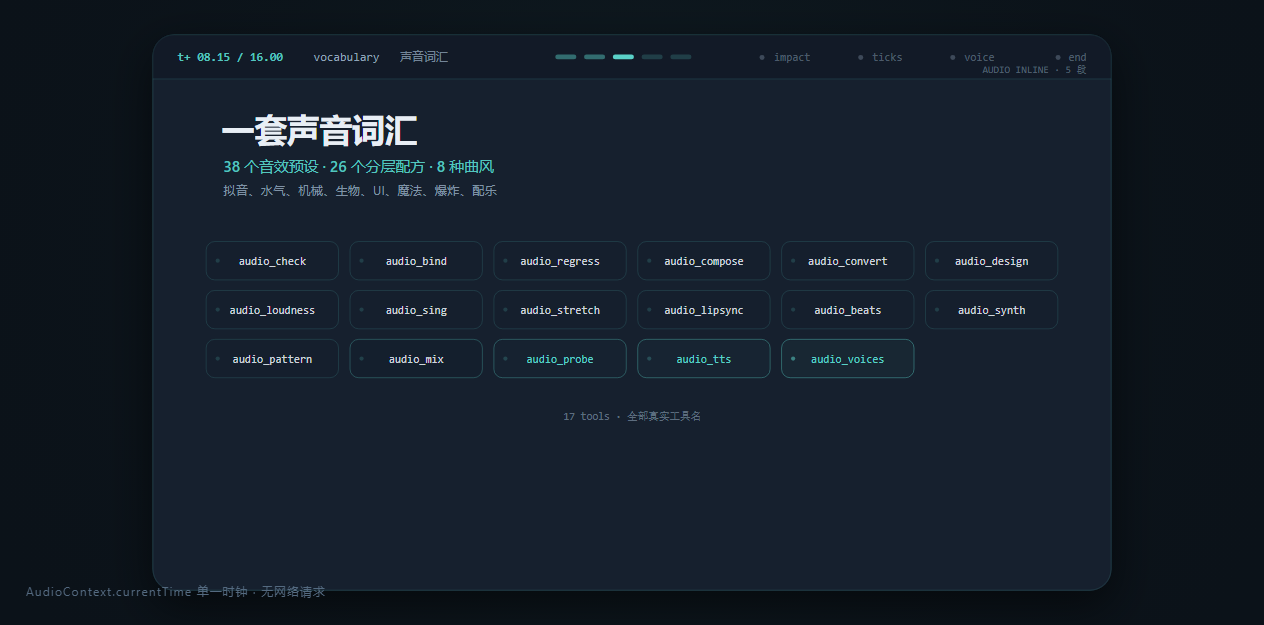 t+ 08.15 / 16.00 vocabulary 声音词汇 impact ticks voice end
AUDIO INLINE · 5 段
一套声音词汇
38 个音效预设 · 26 个分层配方 · 8 种曲风
拟音、水气、机械、生物、UI、魔法、爆炸、配乐
audio_check audio_bind audio_regress audio_compose audio_convert audio_design
audio_loudness audio_sing audio_stretch audio_lipsync audio_beats audio_synth
audio_pattern audio_mix audio_probe audio_tts audio_voices
17 tools · 全部真实工具名
AudioContext.currentTime 单一时钟 · 无网络请求